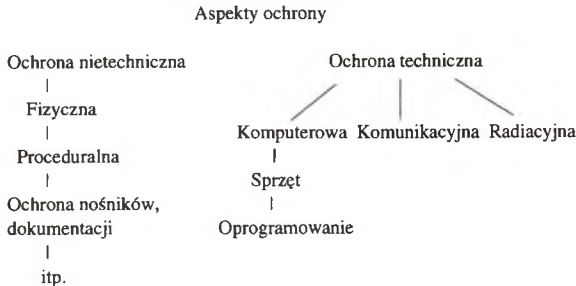 Aspekty ochrony
Ochrona nietechniczna
Fizyczna
Proceduralna
Ochrona nośników,
dokumentacji
itp.
Ochrona techniczna
Komputerowa Komunikacyjna Radiacyjna
Sprzęt
Oprogramowanie